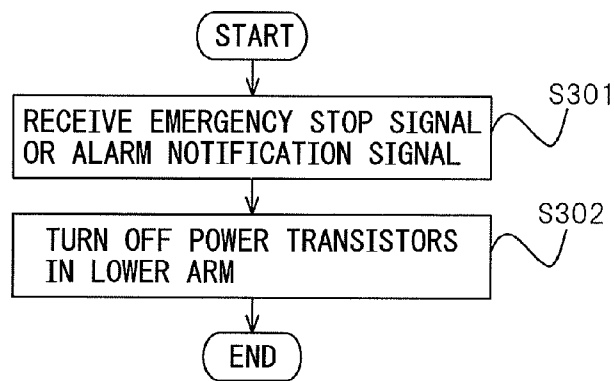 START
RECEIVE EMERGENCY STOP SIGNAL
OR ALARM NOTIFICATION SIGNAL
S301
TURN OFF POWER TRANSISTORS
IN LOWER ARM
S302
END